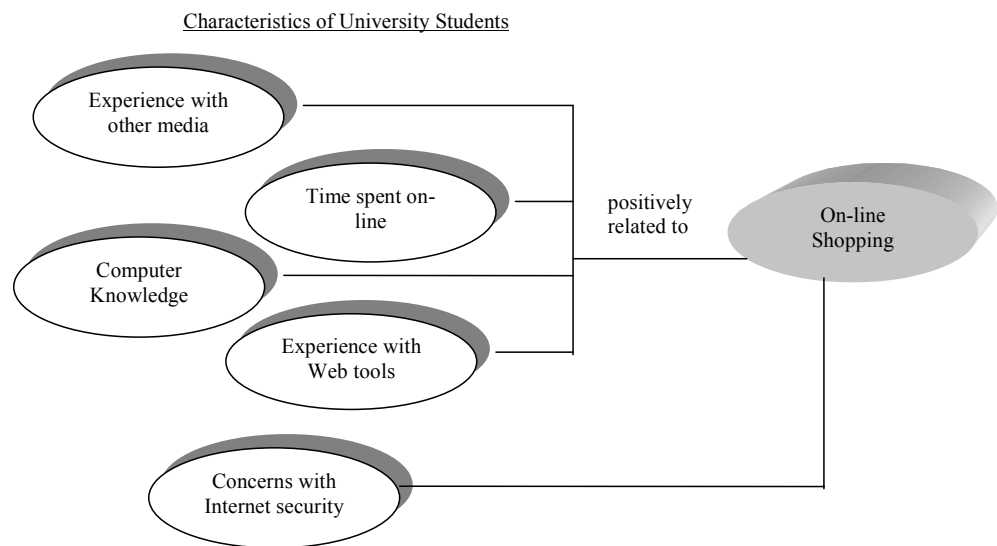 Characteristics of University Students
Experience with
other media
Time spent on-
line
positively
related to
On-line
Shopping
Computer
Knowledge
Experience with
Web tools
Concerns with
Internet security